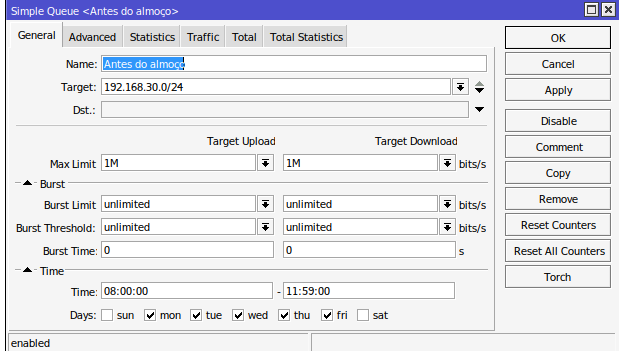 Simple Queue <Antes do almoço>
General Advanced Statistics Traffic Total Total Statistics
Name: Antes do almoço
Target: 192.168.30.0/24
Dst.:
Target Upload Target Download
Max Limit 1M 1M bits/s
Burst
Burst Limit unlimited unlimited bits/s
Burst Threshold: unlimited unlimited bits/s
Burst Time: 0 0 s
Time
Time: 08:00:00 - 11:59:00
Days: sun mon tue wed thu fri sat
enabled
OK
Cancel
Apply
Disable
Comment
Copy
Remove
Reset Counters
Reset All Counters
Torch